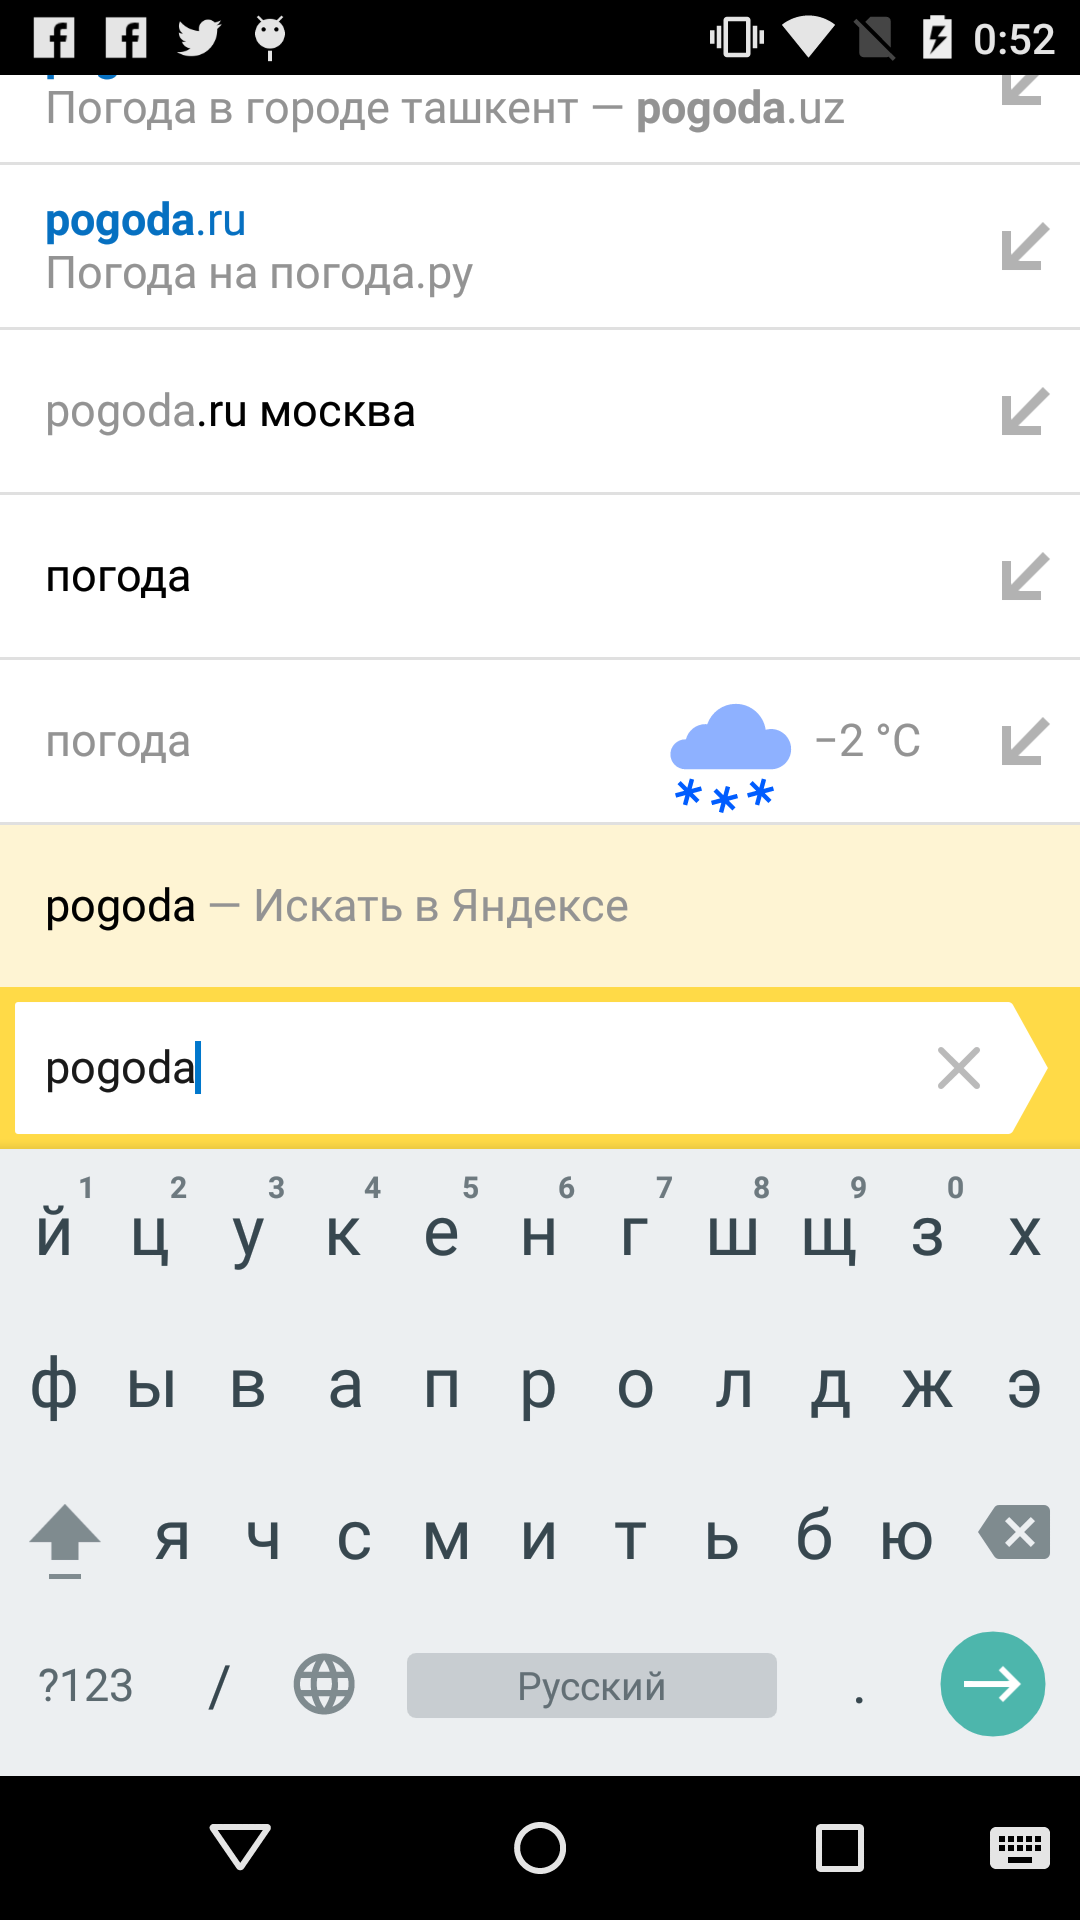 0:52
Погода в городе ташкент — pogoda.uz
pogoda.ru
Погода на погода.ру
pogoda.ru москва
погода
погода −2 °C
pogoda — Искать в Яндексе
pogoda
1 2 3 4 5 6 7 8 9 0
й ц у к е н г ш щ з х
ф ы в а п р о л д ж э
я ч с м и т ь б ю
?123 / Русский .